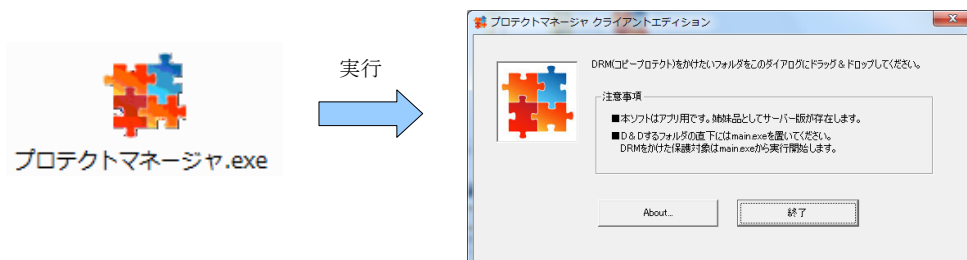 プロテクトマネージャ.exe
実行
プロテクトマネージャ クライアントエディション
DRM(コピープロテクト)をかけたいフォルダをこのダイアログにドラッグ&ドロップしてください。
注意事項
■本ソフトはアプリ用です。姉妹品としてサーバー版が存在します。
■D&Dするフォルダの直下にはmain.exeを置いてください。
DRMをかけた保護対象はmain.exeから実行開始します。
About...
終了